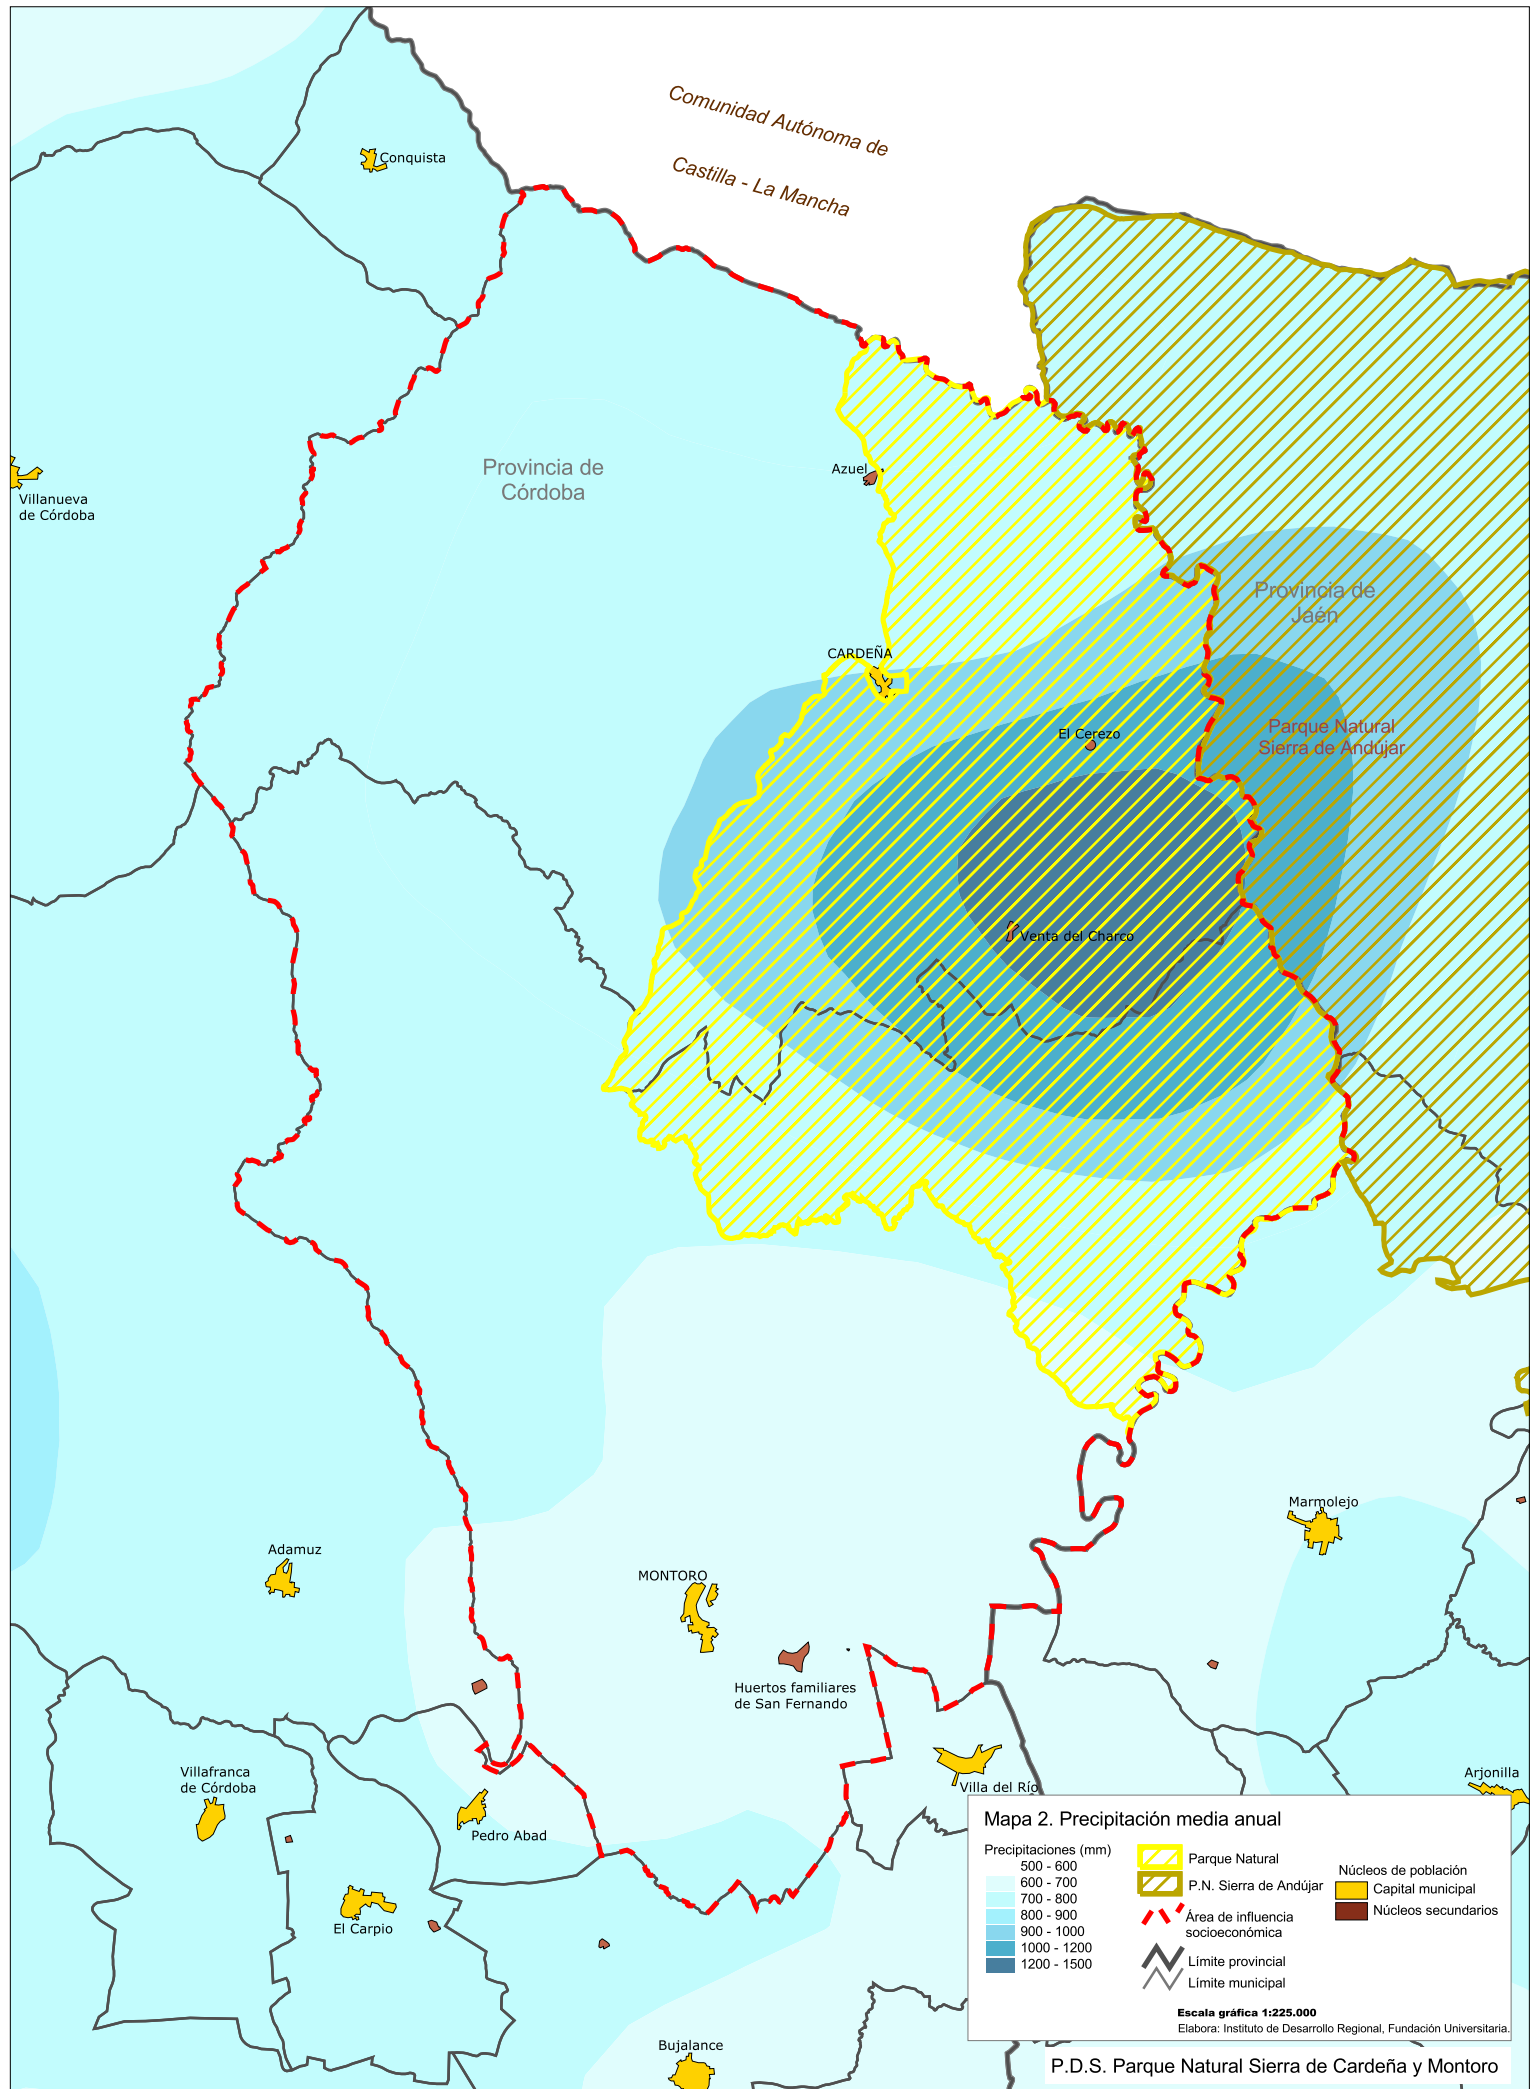 Comunidad Autónoma de
Castilla - La Mancha
Conquista
Provincia de
Córdoba
Azuel
Villanueva
de Córdoba
Provincia de
Jaén
CARDEÑA
El Cerezo
Parque Natural
Sierra de Andújar
Venta del Charco
Marmolejo
Adamuz
MONTORO
Huertos familiares
de San Fernando
Villafranca
de Córdoba
Villa del Río
Arjonilla
Pedro Abad
El Carpio
Bujalance
Mapa 2. Precipitación media anual
Precipitaciones (mm)
500 - 600
600 - 700
700 - 800
800 - 900
900 - 1000
1000 - 1200
1200 - 1500
Parque Natural
P.N. Sierra de Andújar
Área de influencia
socioeconómica
Límite provincial
Límite municipal
Núcleos de población
Capital municipal
Núcleos secundarios
Escala gráfica 1:225.000
Elabora: Instituto de Desarrollo Regional, Fundación Universitaria.
P.D.S. Parque Natural Sierra de Cardeña y Montoro